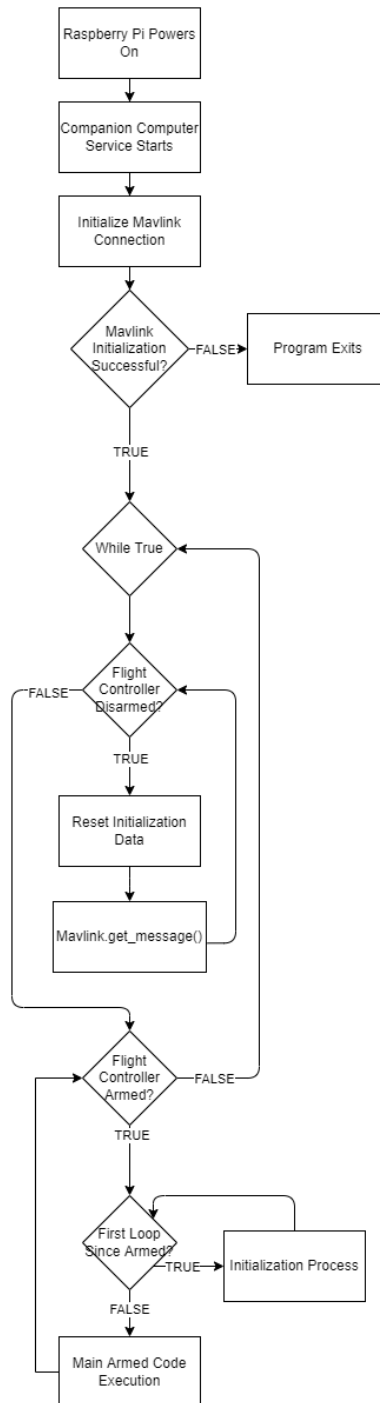 Raspberry Pi Powers
On
Companion Computer
Service Starts
Initialize Mavlink
Connection
Mavlink
Initialization
Successful?
FALSE
Program Exits
TRUE
While True
Flight
Controller
Disarmed?
FALSE
TRUE
Reset Initialization
Data
Mavlink.get_message()
Flight
Controller
Armed?
FALSE
TRUE
First Loop
Since Armed?
TRUE
Initialization Process
FALSE
Main Armed Code
Execution